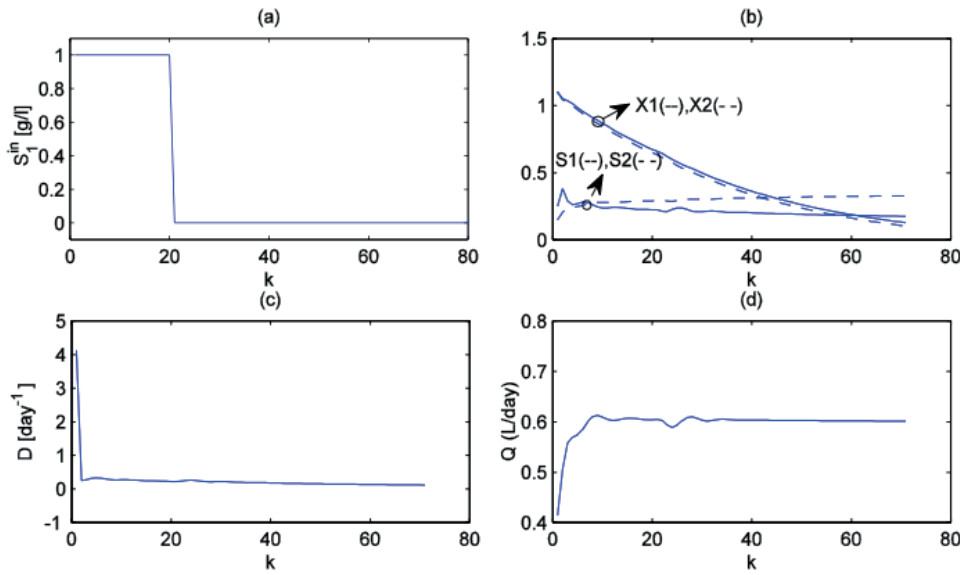 (a)
1
0.8
0.6
0.4
0.2
0
0 20 40 60 80
S₁ⁱⁿ [g/l]
k
(b)
1.5
1
0.5
0
0 20 40 60 80
X1(--),X2(- -)
S1(--),S2(- -)
k
(c)
5
4
3
2
1
0
-1
0 20 40 60 80
D [day⁻¹ ]
k
(d)
0.8
0.7
0.6
0.5
0.4
0 20 40 60 80
Q (L/day)
k